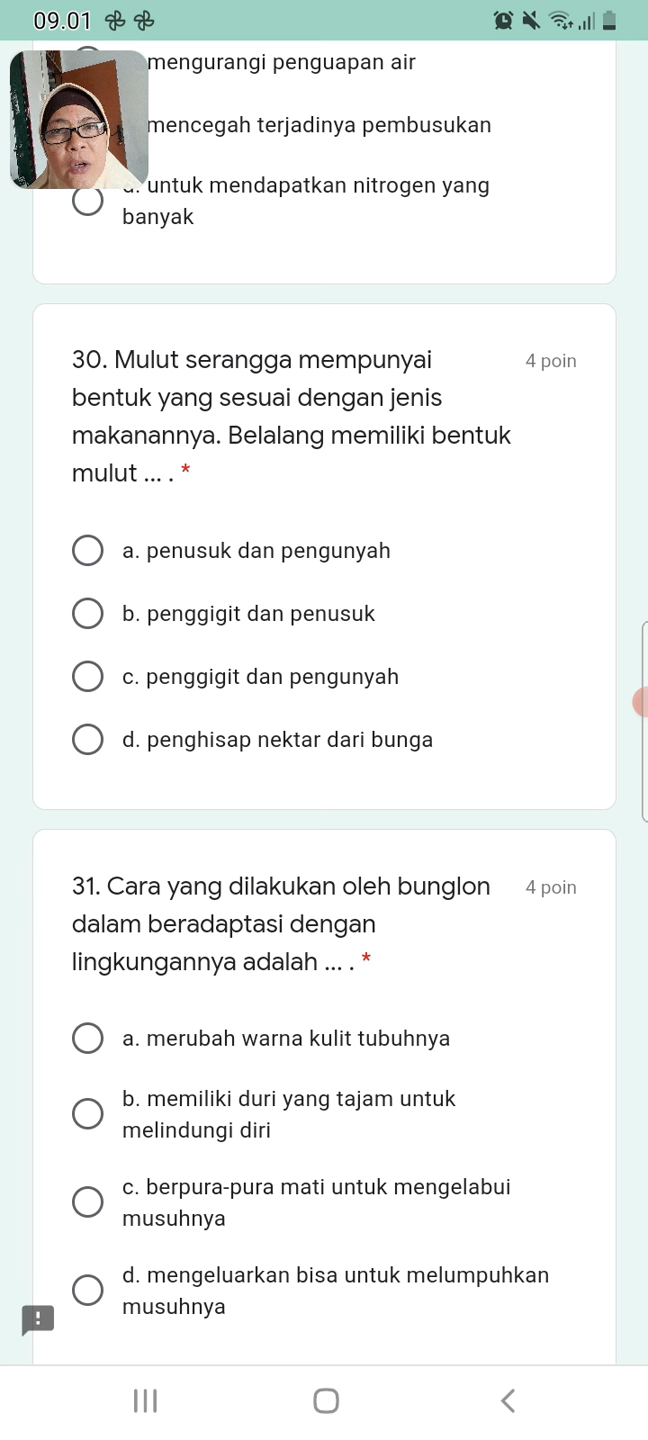 09.01
mengurangi penguapan air
mencegah terjadinya pembusukan
d. untuk mendapatkan nitrogen yang
banyak
30. Mulut serangga mempunyai
4 poin
bentuk yang sesuai dengan jenis
makanannya. Belalang memiliki bentuk
mulut ... . *
a. penusuk dan pengunyah
b. penggigit dan penusuk
c. penggigit dan pengunyah
d. penghisap nektar dari bunga
31. Cara yang dilakukan oleh bunglon
4 poin
dalam beradaptasi dengan
lingkungannya adalah ... . *
a. merubah warna kulit tubuhnya
b. memiliki duri yang tajam untuk
melindungi diri
c. berpura-pura mati untuk mengelabui
musuhnya
d. mengeluarkan bisa untuk melumpuhkan
musuhnya